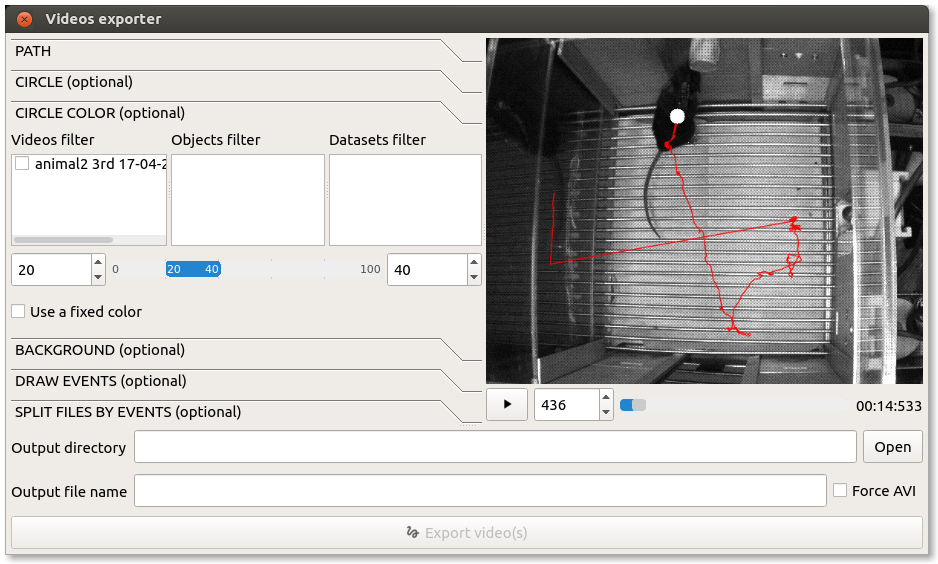 Videos exporter
PATH
CIRCLE (optional)
CIRCLE COLOR (optional)
Videos filter Objects filter Datasets filter
animal2 3rd 17-04-2
20 0 20 40 100 40
Use a fixed color
BACKGROUND (optional)
DRAW EVENTS (optional)
SPLIT FILES BY EVENTS (optional)
436 00:14:533
Output directory Open
Output file name Force AVI
Export video(s)